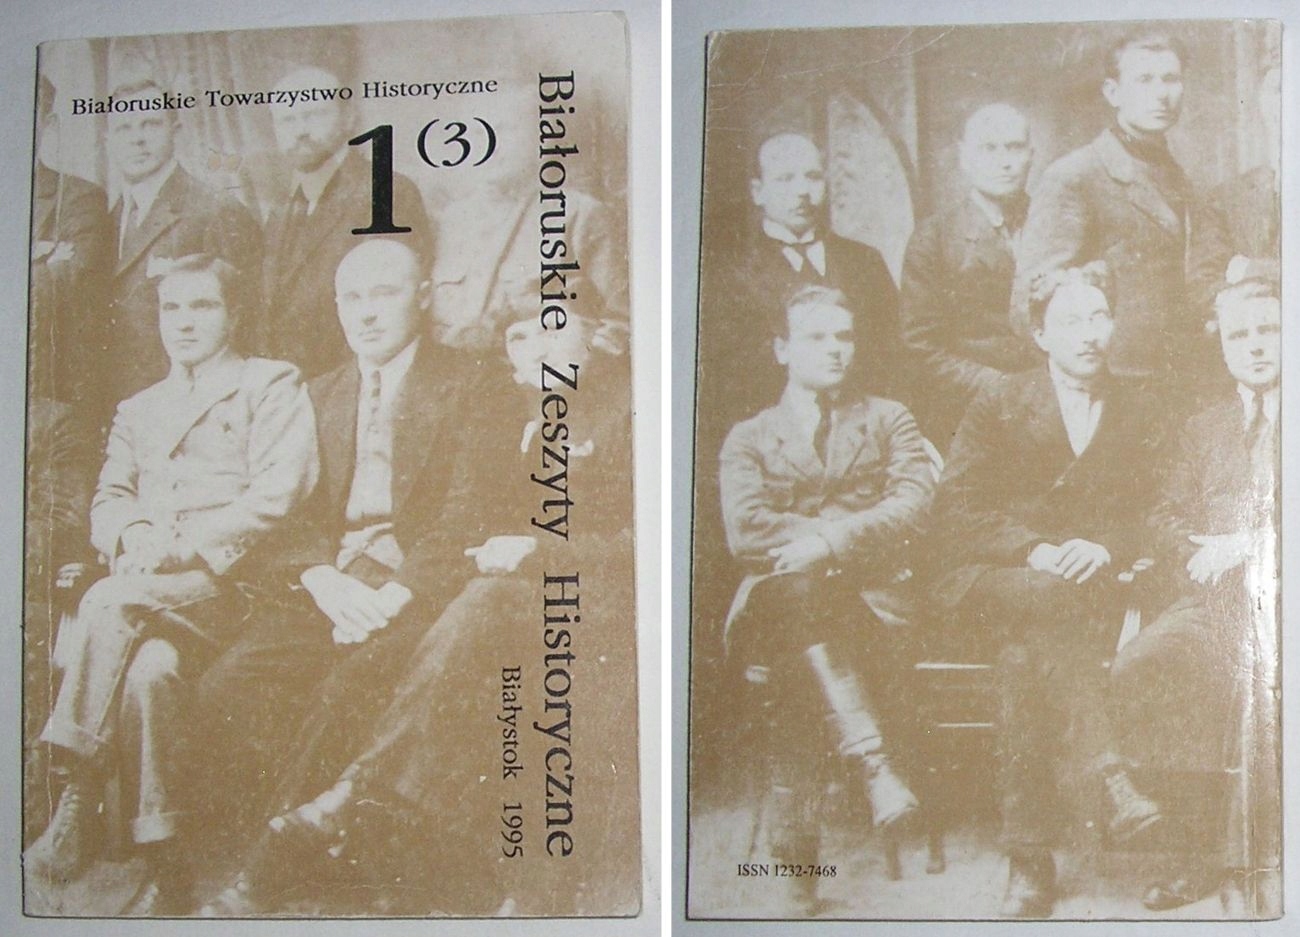 Białoruskie Towarzystwo Historyczne
1(3)
Białoruskie Zeszyty Historyczne
Białystok 1995
ISSN 1232-7468